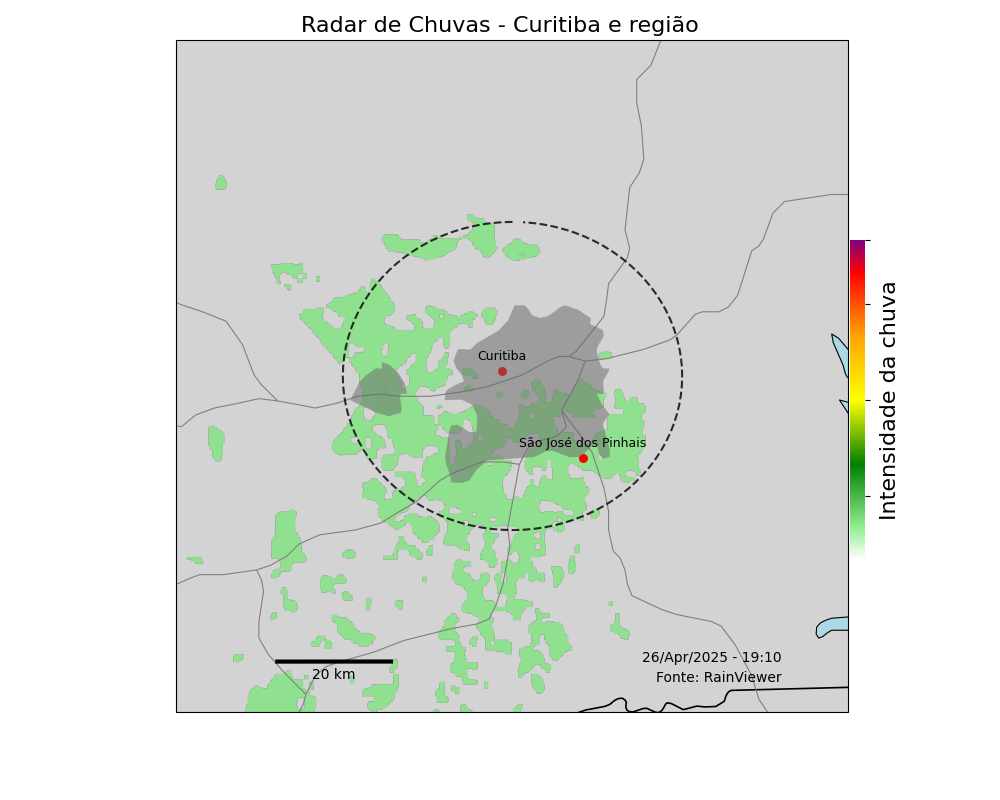 Radar de Chuvas - Curitiba e região
Curitiba
São José dos Pinhais
Intensidade da chuva
26/Apr/2025 - 19:10
20 km
Fonte: RainViewer